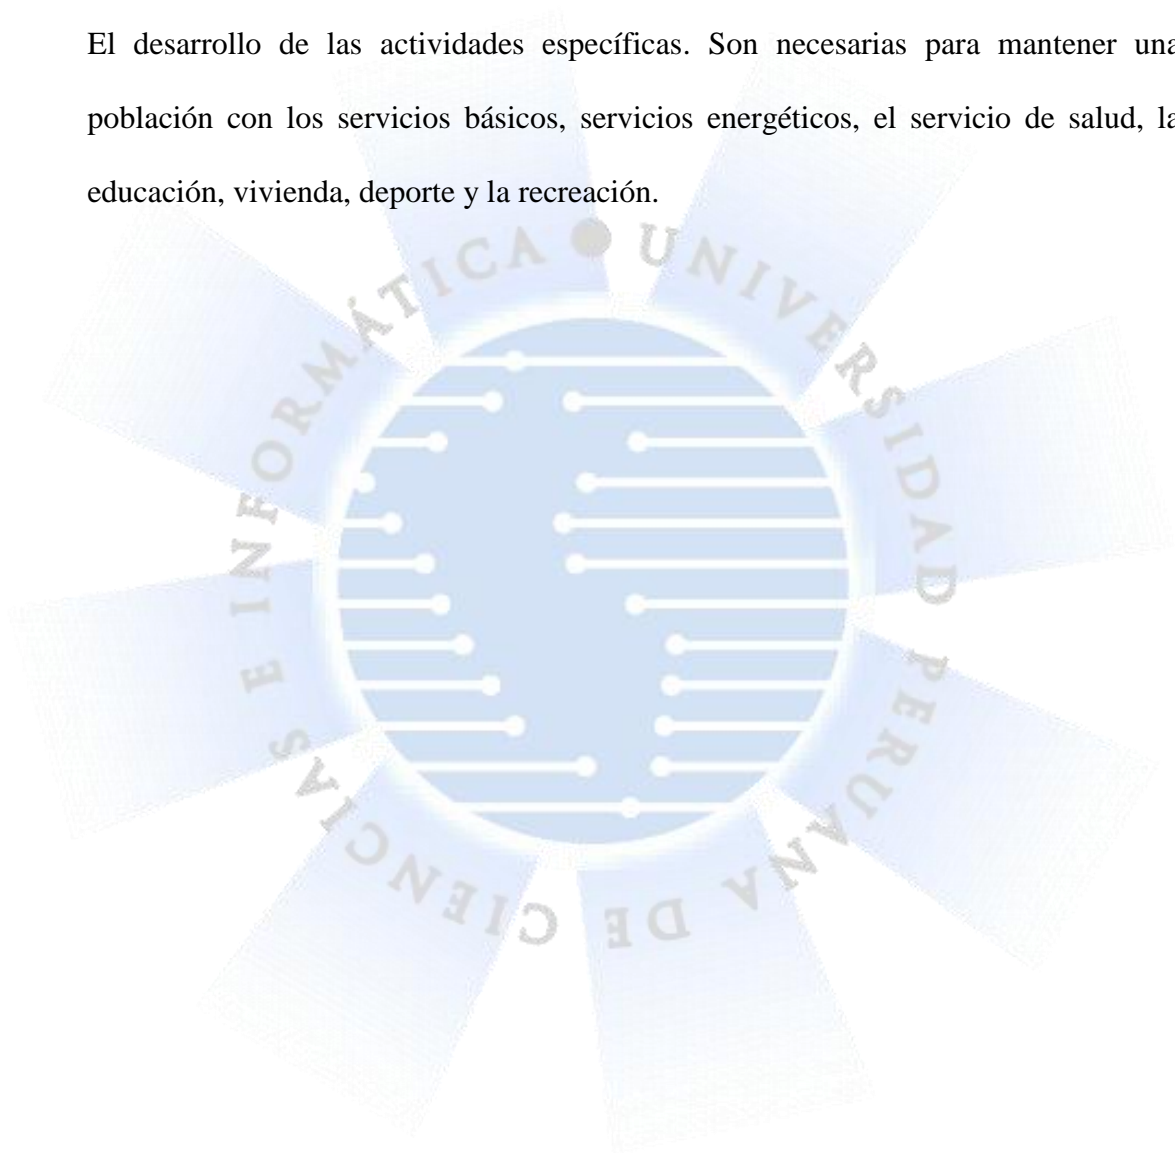 El desarrollo de las actividades específicas. Son necesarias para mantener una
población con los servicios básicos, servicios energéticos, el servicio de salud, la
educación, vivienda, deporte y la recreación.
UNIVERSIDAD PERUANA DE CIENCIAS E INFORMÁTICA